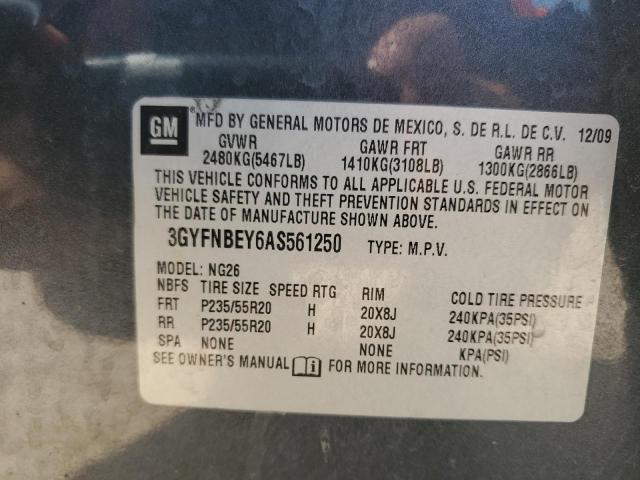 GM MFD BY GENERAL MOTORS DE MEXICO, S. DE R.L. DE C.V. 12/09
GVWR GAWR FRT GAWR RR
2480KG(5467LB) 1410KG(3108LB) 1300KG(2866LB)
THIS VEHICLE CONFORMS TO ALL APPLICABLE U.S. FEDERAL MOTOR
VEHICLE SAFETY AND THEFT PREVENTION STANDARDS IN EFFECT ON
THE DATE OF MANUFACTURE SHOWN ABOVE.
3GYFNBEY6AS561250 TYPE: M.P.V.
MODEL: NG26
NBFS TIRE SIZE SPEED RTG RIM COLD TIRE PRESSURE
FRT P235/55R20 H 20X8J 240KPA(35PSI)
RR P235/55R20 H 20X8J 240KPA(35PSI)
SPA NONE NONE KPA(PSI)
SEE OWNER'S MANUAL i FOR MORE INFORMATION.